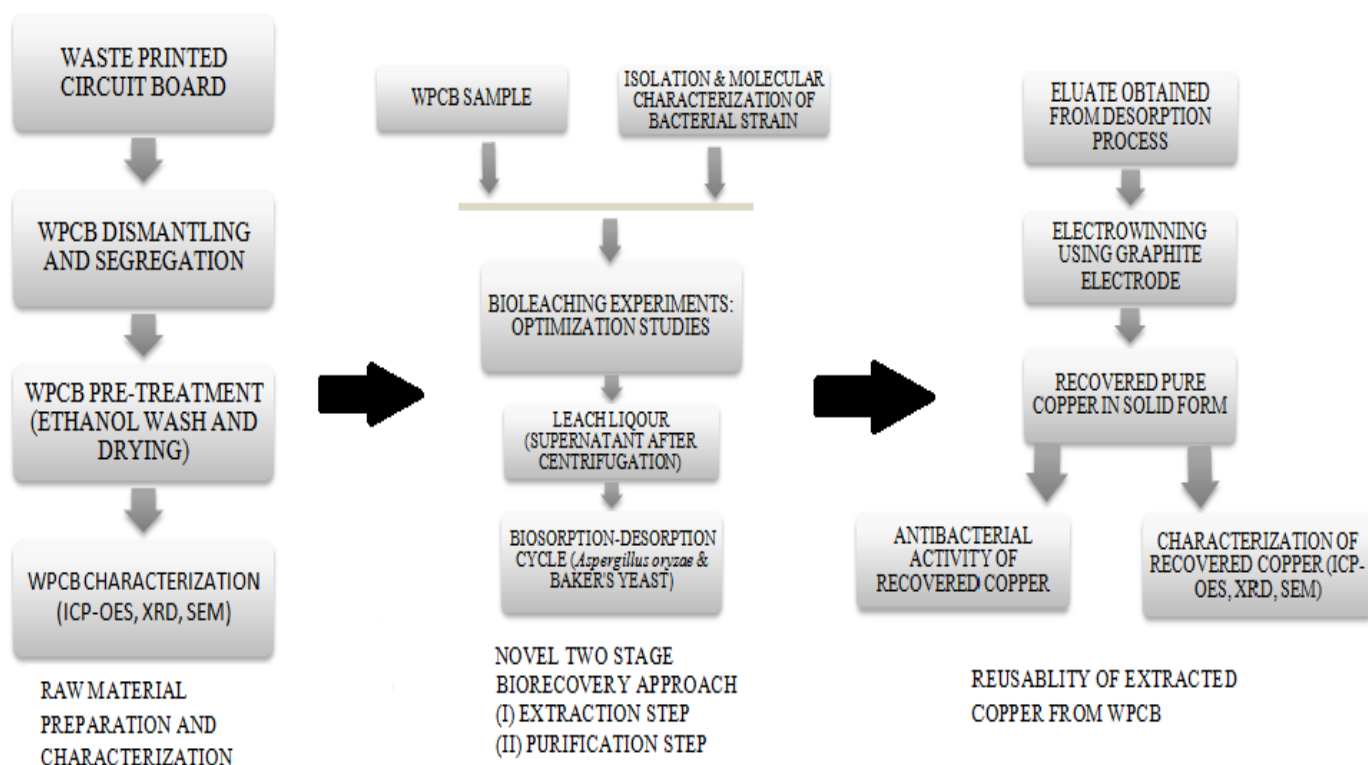 WASTE PRINTED
CIRCUIT BOARD
WPCB DISMANTLING
AND SEGREGATION
WPCB PRE-TREATMENT
(ETHANOL WASH AND
DRYING)
WPCB CHARACTERIZATION
(ICP-OES, XRD, SEM)
RAW MATERIAL
PREPARATION AND
CHARACTERIZATION
WPCB SAMPLE
ISOLATION & MOLECULAR
CHARACTERIZATION OF
BACTERIAL STRAIN
BIOLEACHING EXPERIMENTS:
OPTIMIZATION STUDIES
LEACH LIQOUR
(SUPERNATANT AFTER
CENTRIFUGATION)
BIOSORPTION-DESORPTION
CYCLE (Aspergillus oryzae &
BAKER'S YEAST)
NOVEL TWO STAGE
BIORECOVERY APPROACH
(I) EXTRACTION STEP
(II) PURIFICATION STEP
ELUATE OBTAINED
FROM DESORPTION
PROCESS
ELECTROWINNING
USING GRAPHITE
ELECTRODE
RECOVERED PURE
COPPER IN SOLID FORM
ANTIBACTERIAL
ACTIVITY OF
RECOVERED COPPER
CHARACTERIZATION OF
RECOVERED COPPER (ICP-
OES, XRD, SEM)
REUSABLITY OF EXTRACTED
COPPER FROM WPCB